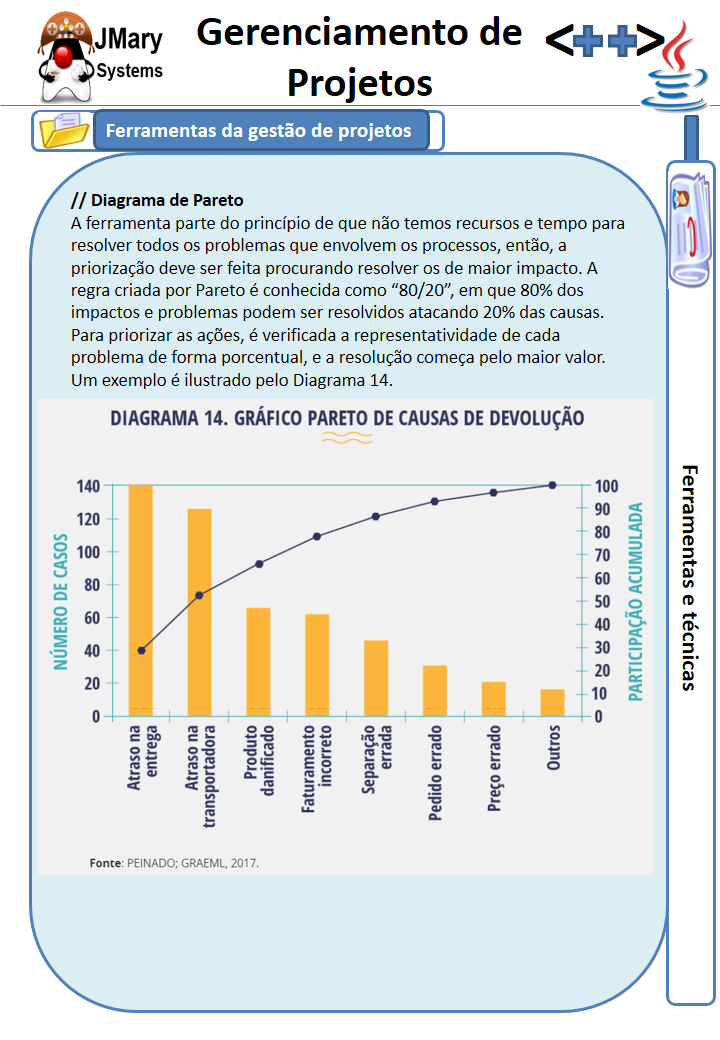 JMary
Systems
Gerenciamento de
Projetos
<++>
Ferramentas da gestão de projetos
// Diagrama de Pareto
A ferramenta parte do princípio de que não temos recursos e tempo para
resolver todos os problemas que envolvem os processos, então, a
priorização deve ser feita procurando resolver os de maior impacto. A
regra criada por Pareto é conhecida como “80/20”, em que 80% dos
impactos e problemas podem ser resolvidos atacando 20% das causas.
Para priorizar as ações, é verificada a representatividade de cada
problema de forma porcentual, e a resolução começa pelo maior valor.
Um exemplo é ilustrado pelo Diagrama 14.
DIAGRAMA 14. GRÁFICO PARETO DE CAUSAS DE DEVOLUÇÃO
NÚMERO DE CASOS
140
120
100
80
60
40
20
0
100
90
80
70
60
50
40
30
20
10
0
PARTICIPAÇÃO ACUMULADA
Atraso na
entrega
Atraso na
transportadora
Produto
danificado
Faturamento
incorreto
Separação
errada
Pedido errado
Preço errado
Outros
Fonte: PEINADO; GRAEML, 2017.
Ferramentas e técnicas